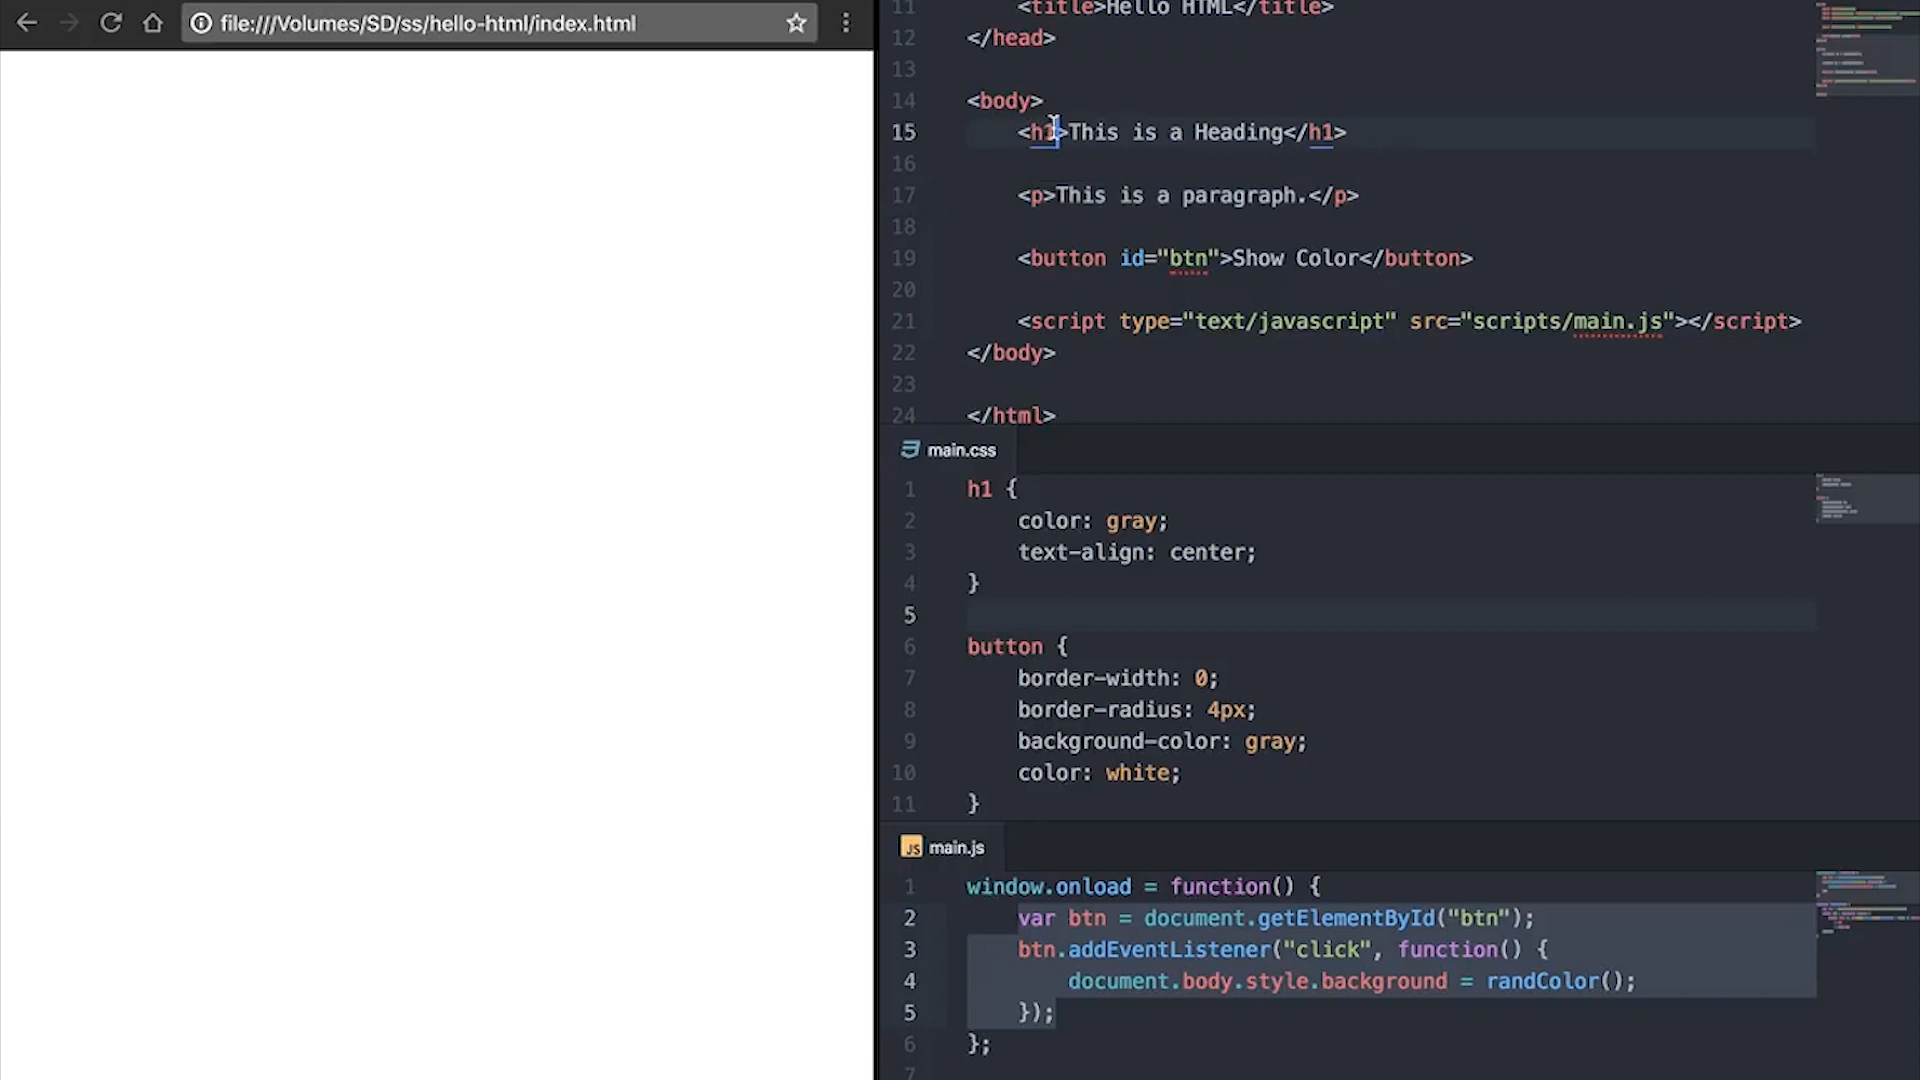 file:///Volumes/SD/ss/hello-html/index.html
11 <title>Hello HTML</title>
12 </head>
13
14 <body>
15 <h1>This is a Heading</h1>
16
17 <p>This is a paragraph.</p>
18
19 <button id="btn">Show Color</button>
20
21 <script type="text/javascript" src="scripts/main.js"></script>
22 </body>
23
24 </html>
main.css
1 h1 {
2 color: gray;
3 text-align: center;
4 }
5
6 button {
7 border-width: 0;
8 border-radius: 4px;
9 background-color: gray;
10 color: white;
11 }
JS main.js
1 window.onload = function() {
2 var btn = document.getElementById("btn");
3 btn.addEventListener("click", function() {
4 document.body.style.background = randColor();
5 });
6 };
7